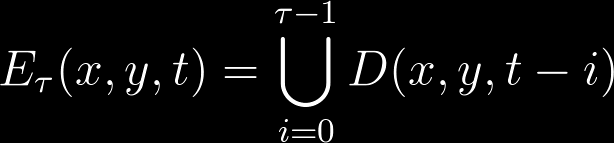 E_τ(x, y, t) = ⋃_{i=0}^{τ−1} D(x, y, t − i)